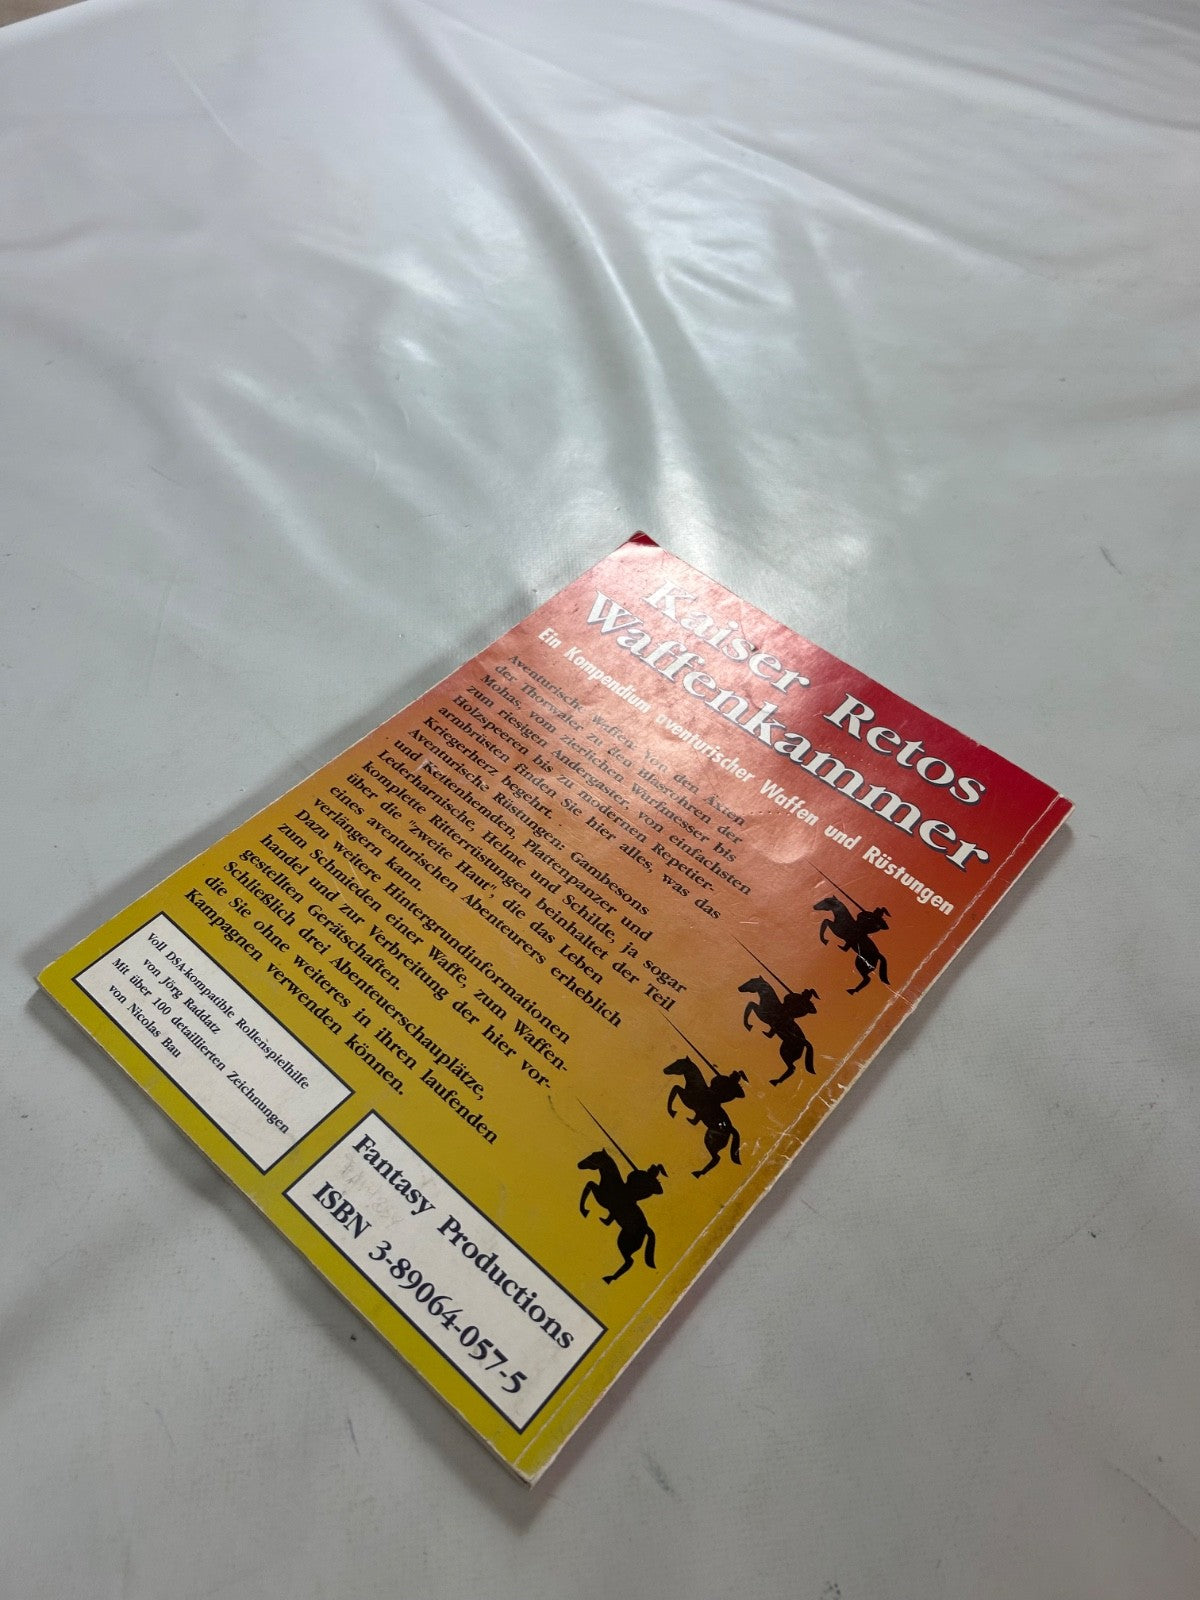 Kaiser Retos
Waffenkammer
Ein Kompendium aventurischer Waffen und Rüstungen
Aventurische Waffen: Von den Äxten
der Thorwaler zu den Blasrohren der
Mohas, vom zierlichen Wurfmesser bis
zum riesigen Andergaster, von einfachsten
Holzspeeren bis zu modernen Repetier-
armbrüsten finden Sie hier alles, was das
Kriegerherz begehrt.
Aventurische Rüstungen: Gambesons
und Kettenhemden, Plattenpanzer und
Lederharnische, Helme und Schilde, ja sogar
komplette Ritterrüstungen beinhaltet der Teil
über die "zweite Haut", die das Leben
eines aventurischen Abenteurers erheblich
verlängern kann.
Dazu weitere Hintergrundinformationen
zum Schmieden einer Waffe, zum Waffen-
handel und zur Verbreitung der hier vor-
gestellten Gerätschaften.
Schließlich drei Abenteuerschauplätze,
die Sie ohne weiteres in ihren laufenden
Kampagnen verwenden können.
Voll DSA-kompatible Rollenspielhilfe
von Jörg Raddatz
Mit über 100 detaillierten Zeichnungen
von Nicolas Bau
Fantasy Productions
ISBN 3-89064-057-5